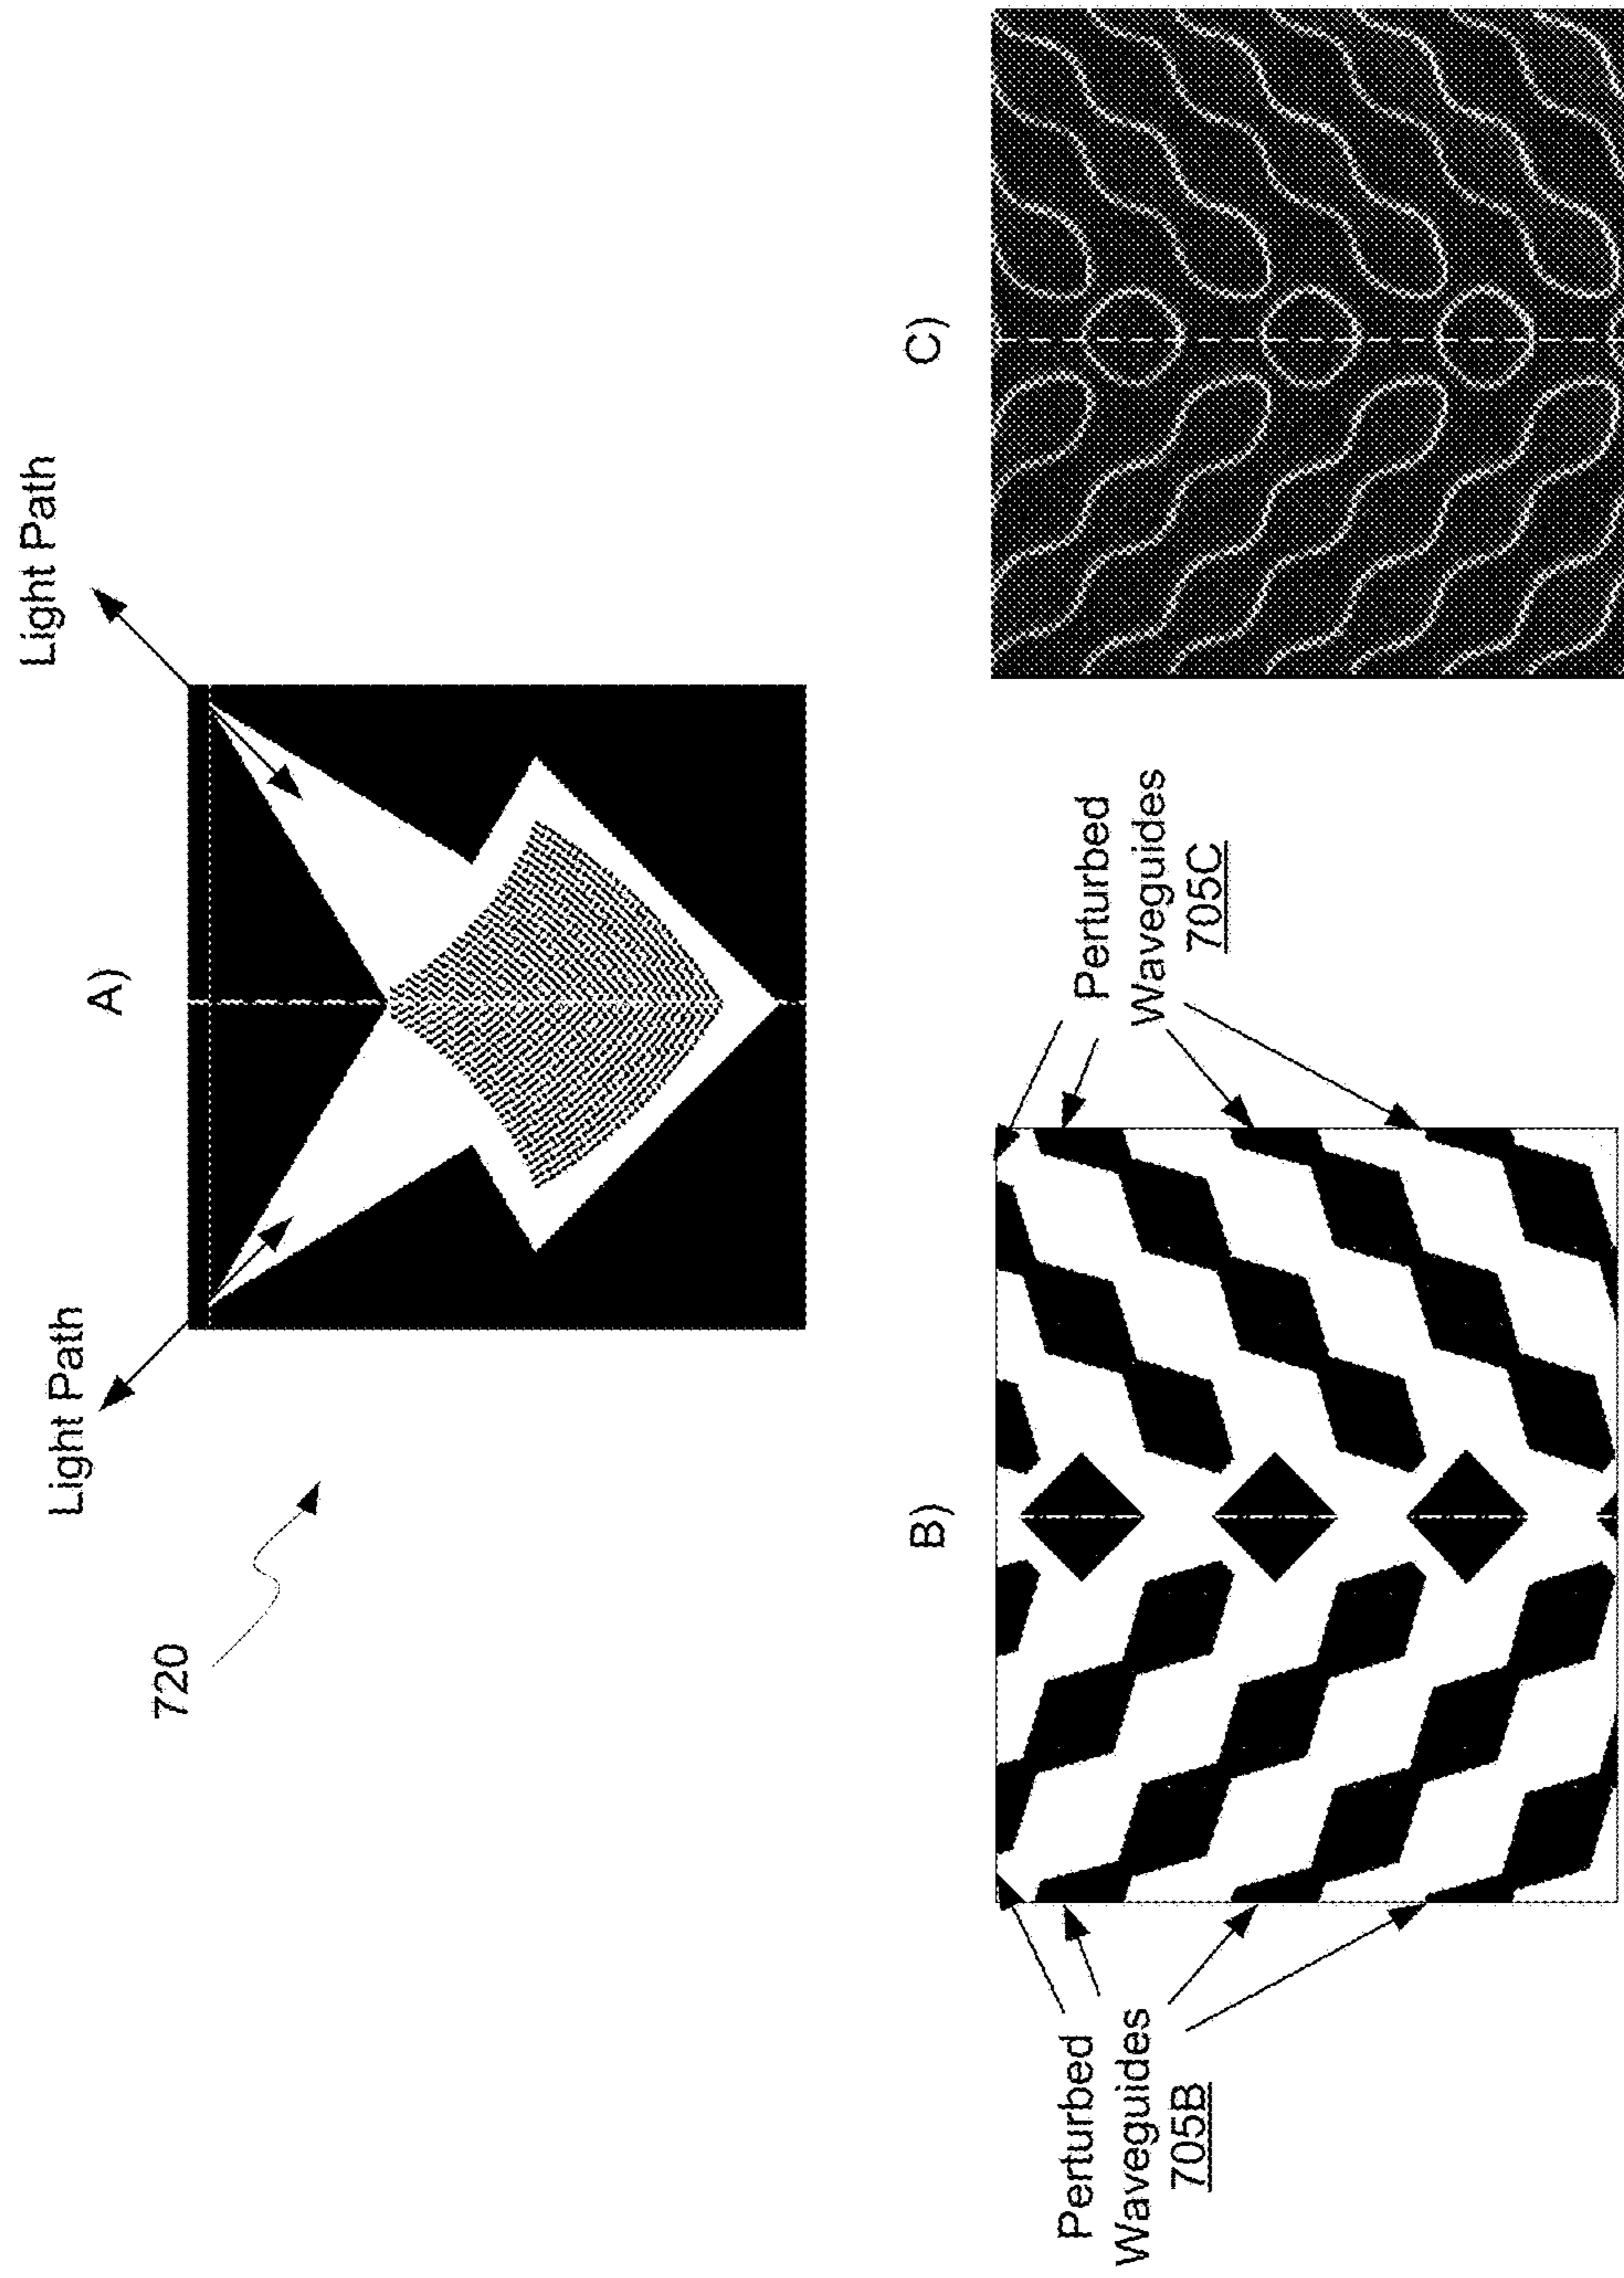 720
Light Path
Light Path
A)
B)
Perturbed
Waveguides
705B
Perturbed
Waveguides
705C
C)